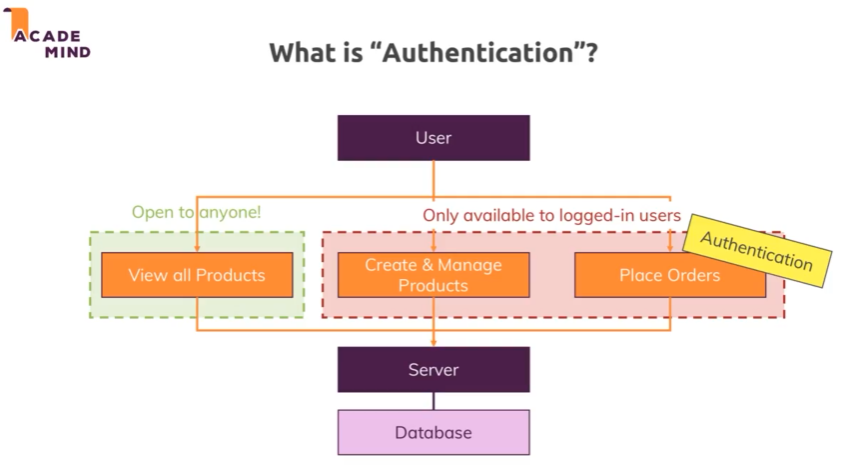 ACADE
MIND
What is “Authentication”?
User
Open to anyone!
Only available to logged-in users
Authentication
View all Products
Create & Manage
Products
Place Orders
Server
Database